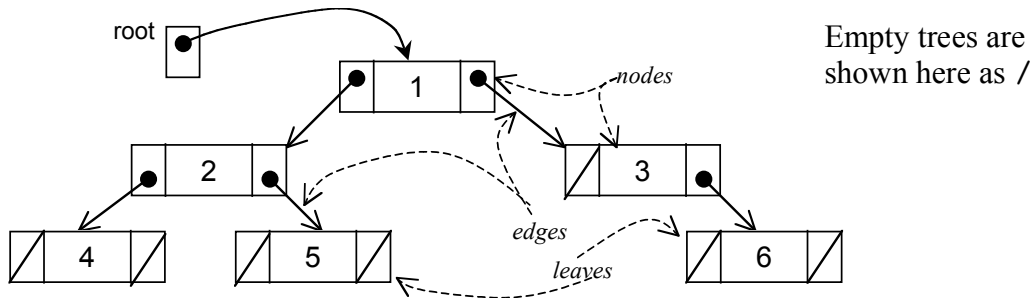 root
Empty trees are
shown here as /
1
nodes
2
3
edges
4
5
leaves
6